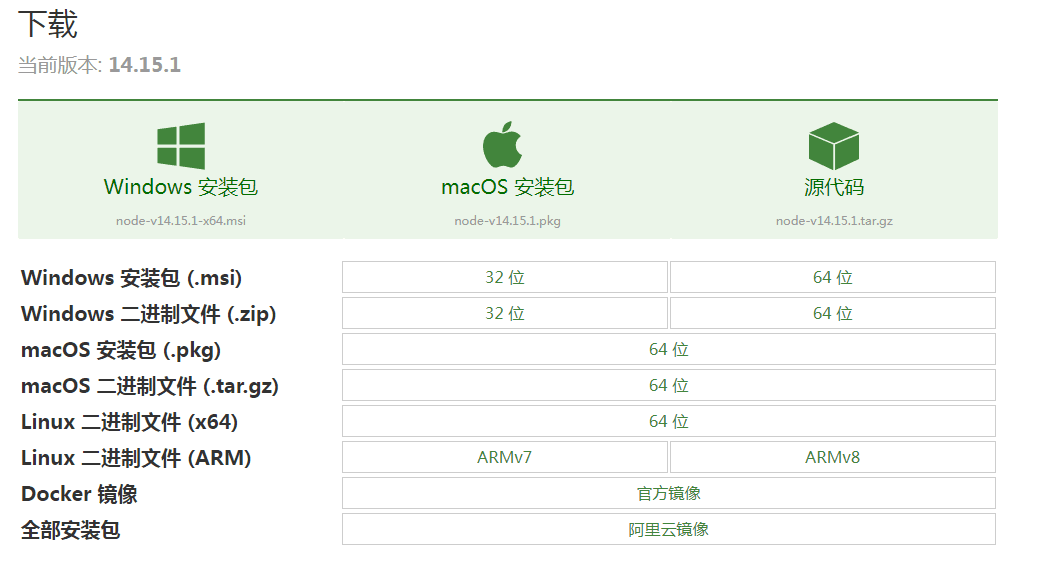 下载
当前版本: 14.15.1
Windows 安装包
macOS 安装包
源代码
node-v14.15.1-x64.msi
node-v14.15.1.pkg
node-v14.15.1.tar.gz
Windows 安装包 (.msi) 32 位 64 位
Windows 二进制文件 (.zip) 32 位 64 位
macOS 安装包 (.pkg) 64 位
macOS 二进制文件 (.tar.gz) 64 位
Linux 二进制文件 (x64) 64 位
Linux 二进制文件 (ARM) ARMv7 ARMv8
Docker 镜像 官方镜像
全部安装包 阿里云镜像